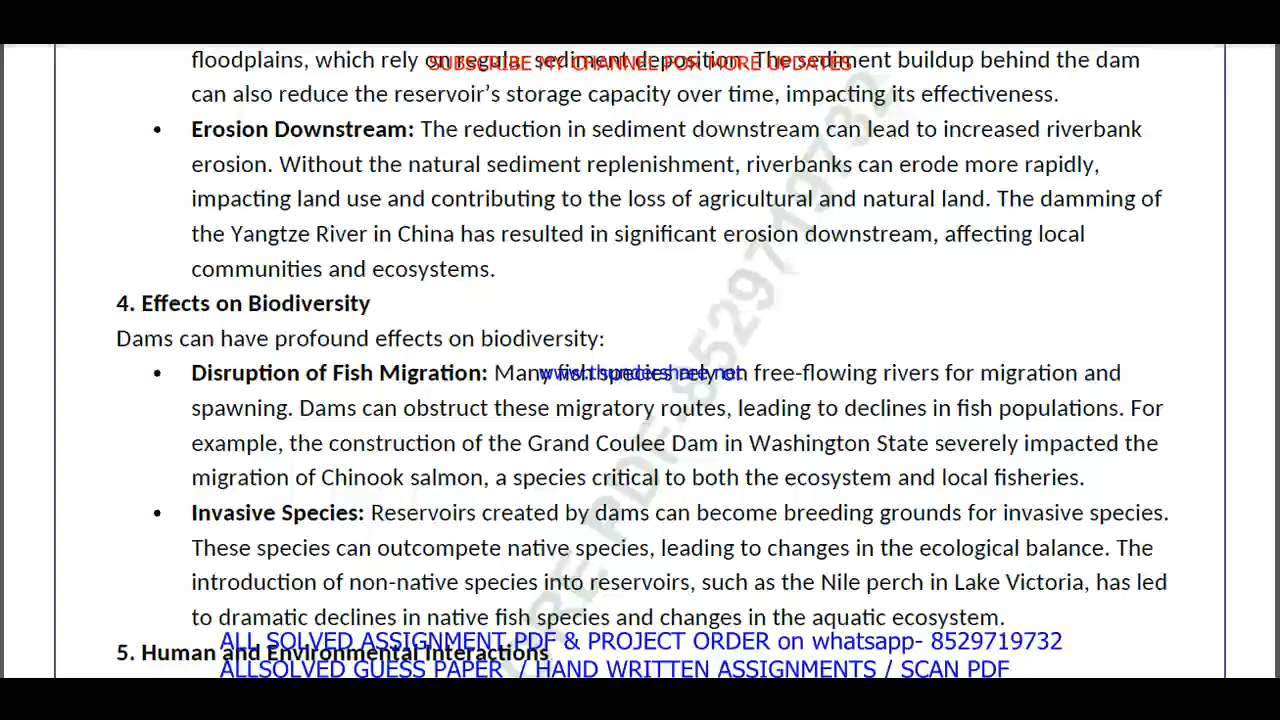 floodplains, which rely on regular sediment deposition. The sediment buildup behind the dam
SUBSCRIBE MY CHANNEL FOR MORE UPDATES
can also reduce the reservoir’s storage capacity over time, impacting its effectiveness.
• Erosion Downstream: The reduction in sediment downstream can lead to increased riverbank
erosion. Without the natural sediment replenishment, riverbanks can erode more rapidly,
impacting land use and contributing to the loss of agricultural and natural land. The damming of
the Yangtze River in China has resulted in significant erosion downstream, affecting local
communities and ecosystems.
4. Effects on Biodiversity
Dams can have profound effects on biodiversity:
• Disruption of Fish Migration: Many fish species rely on free-flowing rivers for migration and
www.thundershare.net
spawning. Dams can obstruct these migratory routes, leading to declines in fish populations. For
example, the construction of the Grand Coulee Dam in Washington State severely impacted the
migration of Chinook salmon, a species critical to both the ecosystem and local fisheries.
• Invasive Species: Reservoirs created by dams can become breeding grounds for invasive species.
These species can outcompete native species, leading to changes in the ecological balance. The
introduction of non-native species into reservoirs, such as the Nile perch in Lake Victoria, has led
to dramatic declines in native fish species and changes in the aquatic ecosystem.
ALL SOLVED ASSIGNMENT PDF & PROJECT ORDER on whatsapp- 8529719732
5. Human and Environmental Interactions
ALLSOLVED GUESS PAPER / HAND WRITTEN ASSIGNMENTS / SCAN PDF
PDF-8529719732